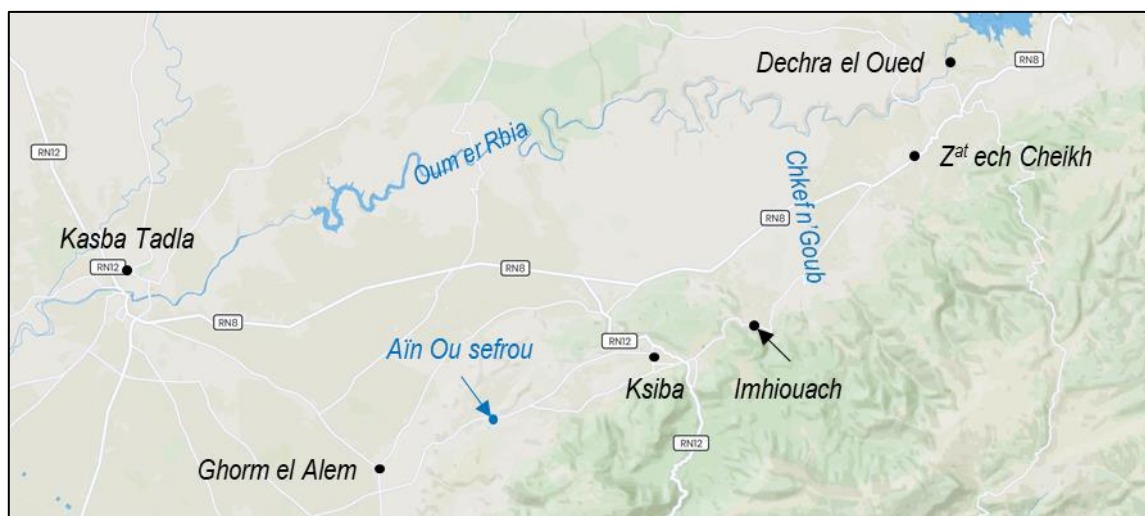 Dechra el Oued
RN8
RN12
Oum er Rbia
Zat ech Cheikh
Chkef n'Goub
RN8
Kasba Tadla
RN12
RN8
RN8
Aïn Ou sefrou
RN12
Ksiba
Imhiouach
RN12
Ghorm el Alem